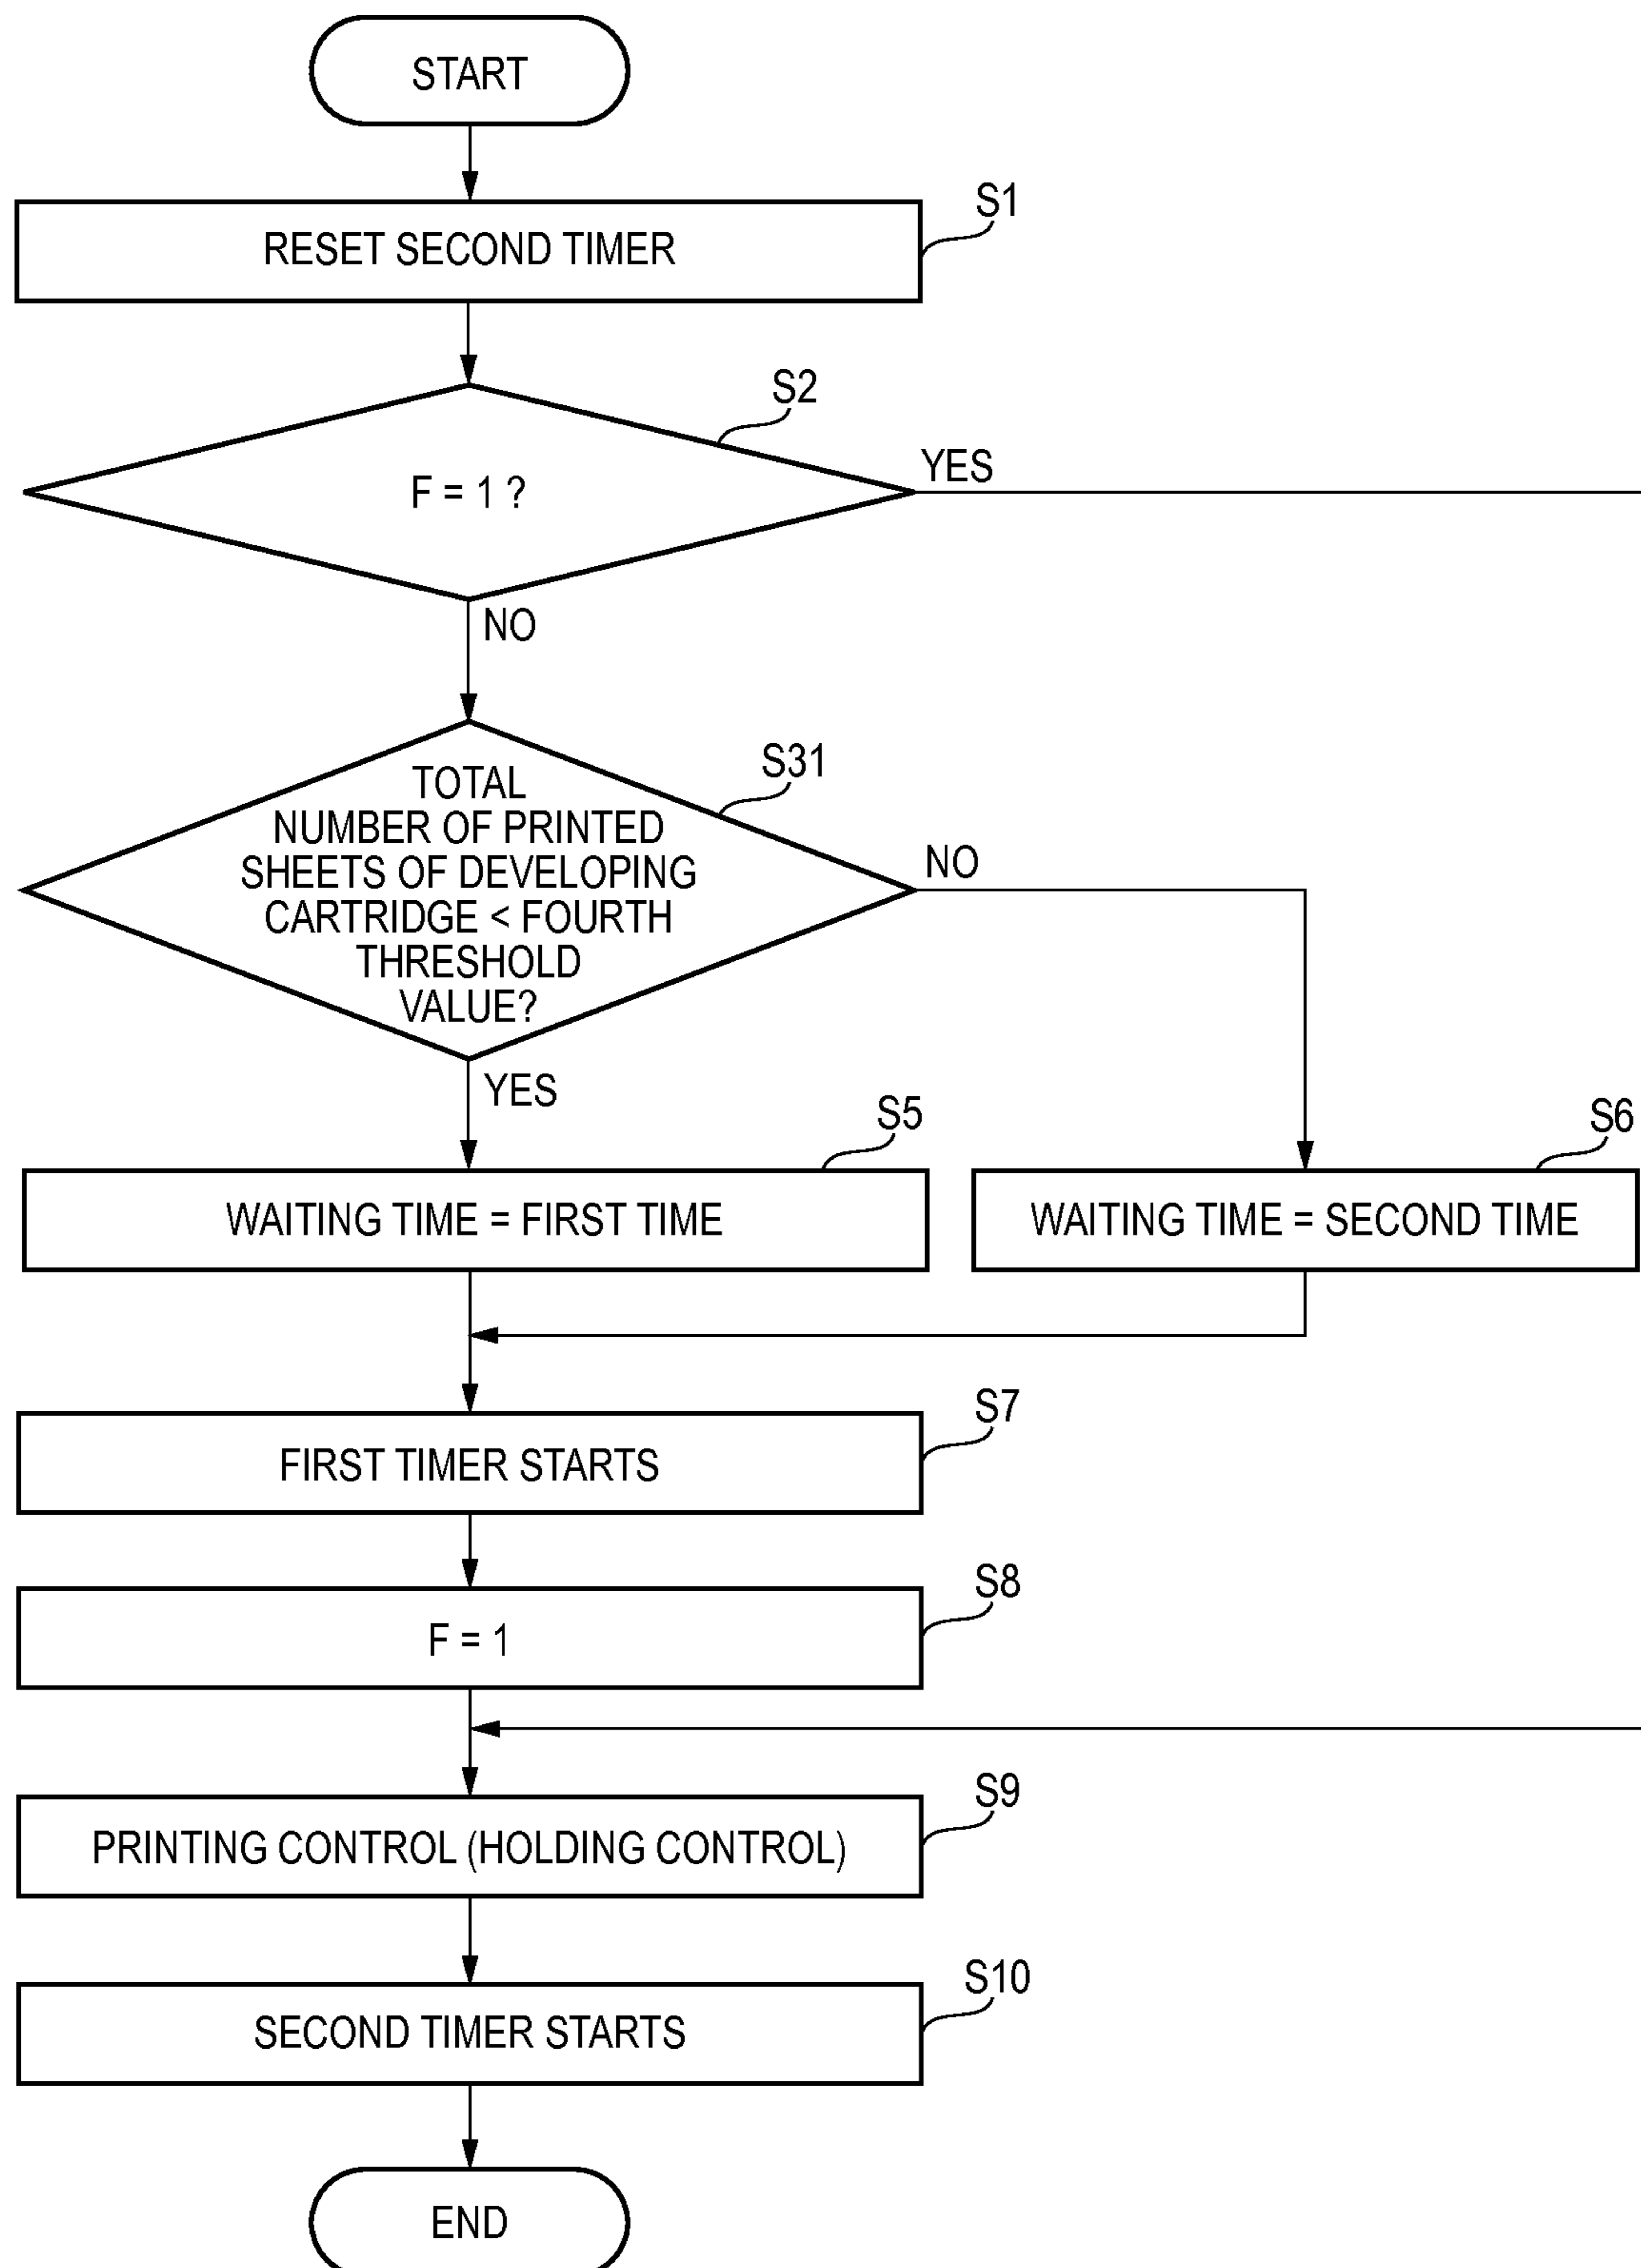 START
S1
RESET SECOND TIMER
S2
F = 1 ?
YES
NO
S31
TOTAL
NUMBER OF PRINTED
SHEETS OF DEVELOPING
CARTRIDGE < FOURTH
THRESHOLD
VALUE?
NO
YES
S5
WAITING TIME = FIRST TIME
S6
WAITING TIME = SECOND TIME
S7
FIRST TIMER STARTS
S8
F = 1
S9
PRINTING CONTROL (HOLDING CONTROL)
S10
SECOND TIMER STARTS
END